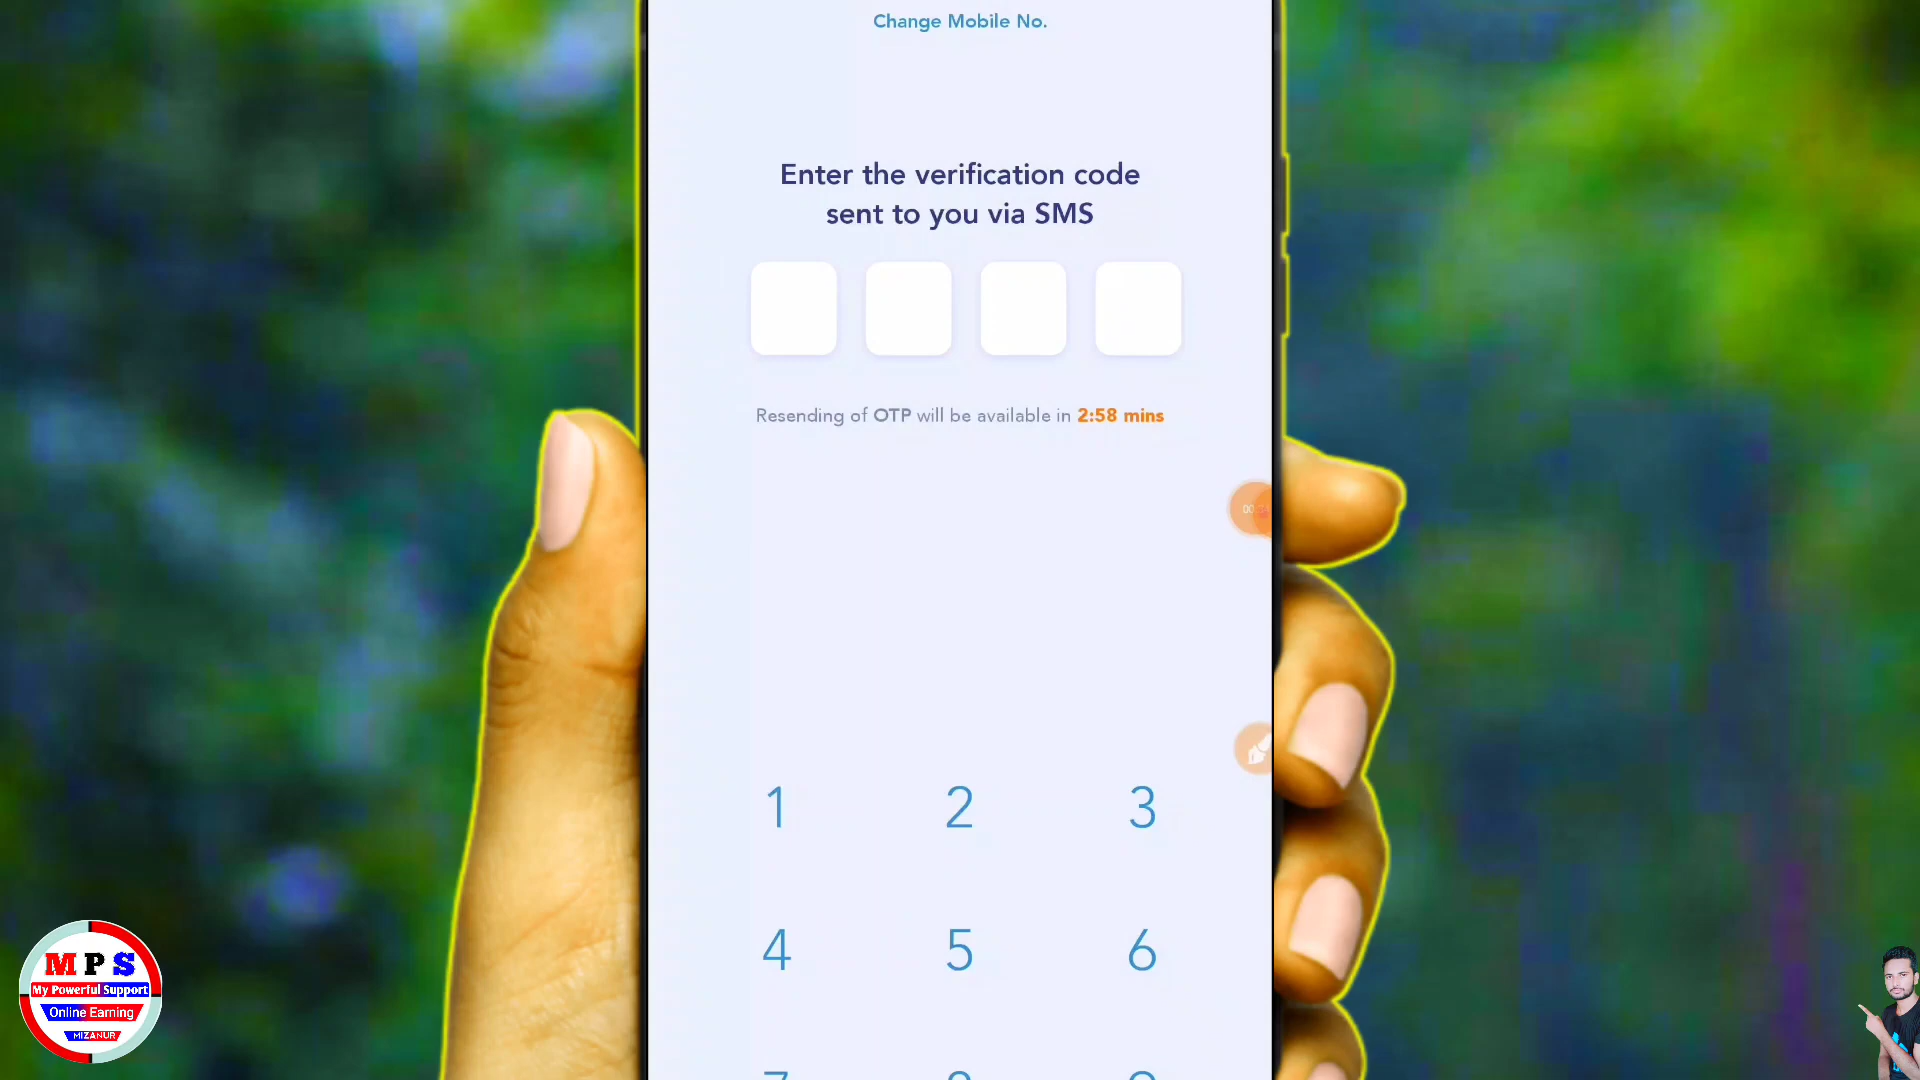 Change Mobile No.
Enter the verification code
sent to you via SMS
Resending of OTP will be available in 2:58 mins
1 2 3
4 5 6
M P S
My Powerful Support
Online Earning
MIZANUR